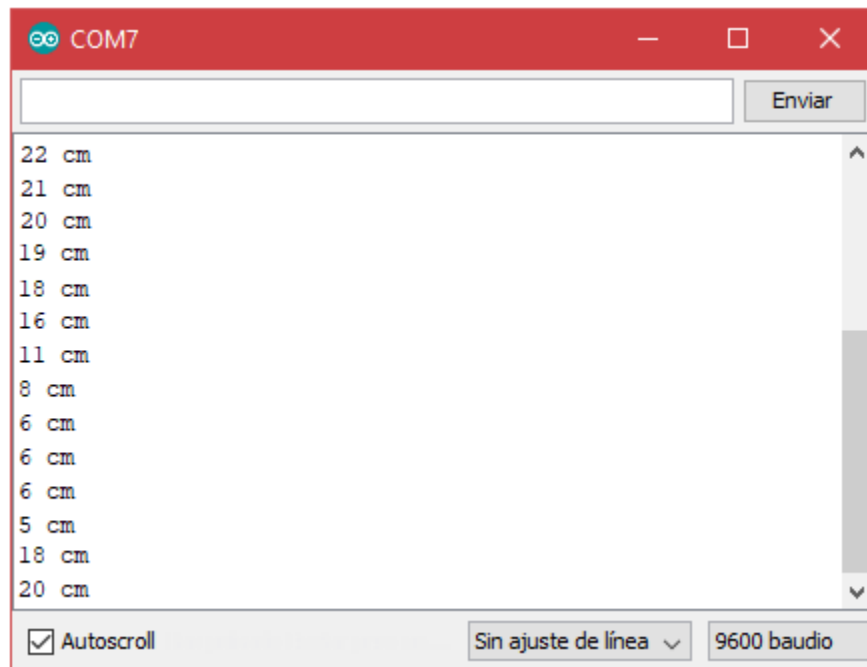 COM7
Enviar
22 cm
21 cm
20 cm
19 cm
18 cm
16 cm
11 cm
8 cm
6 cm
6 cm
6 cm
5 cm
18 cm
20 cm
Autoscroll
Sin ajuste de línea
9600 baudio